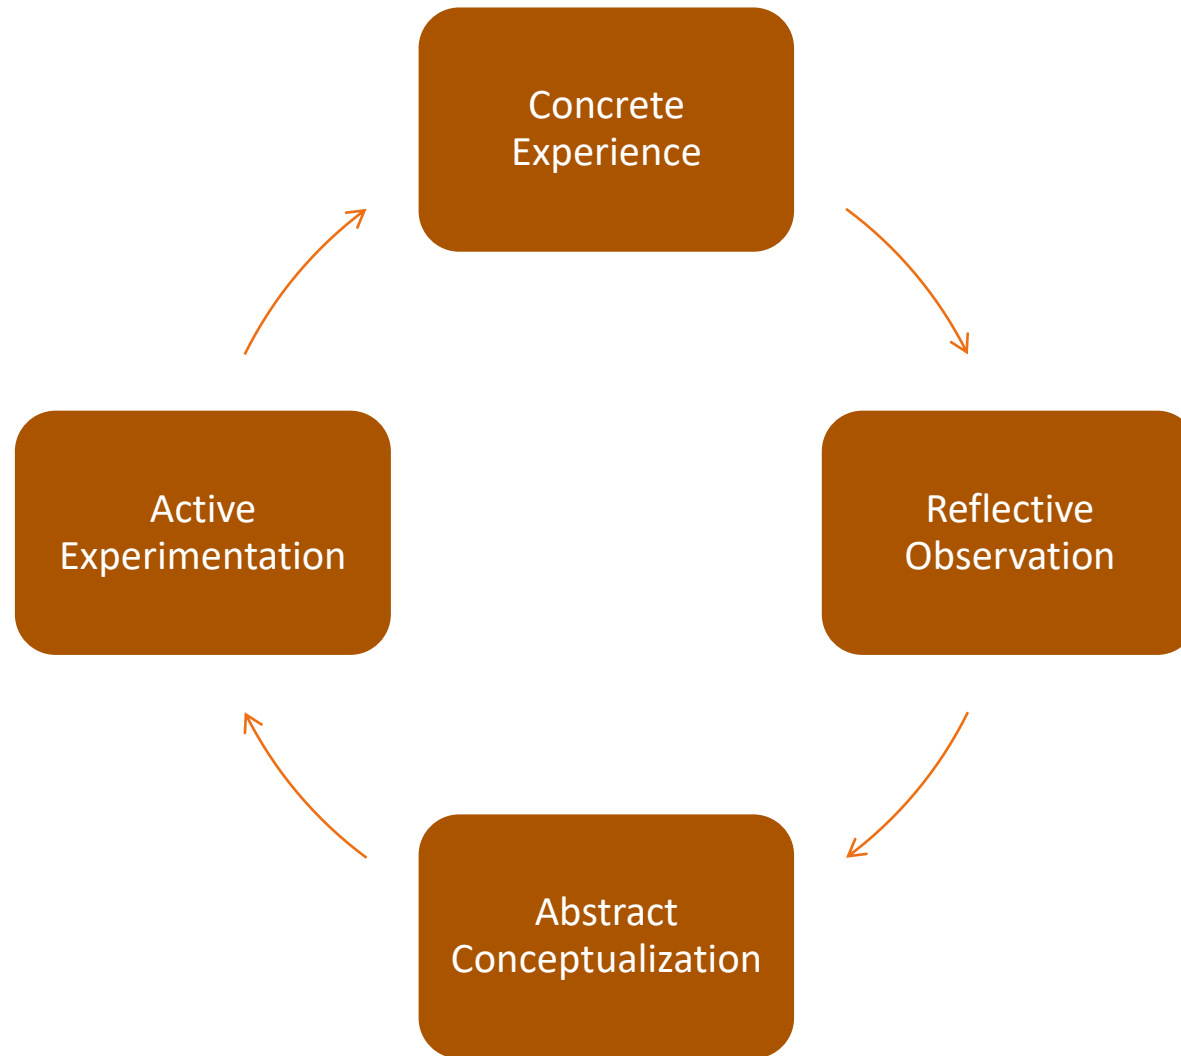 Concrete
Experience
Reflective
Observation
Abstract
Conceptualization
Active
Experimentation